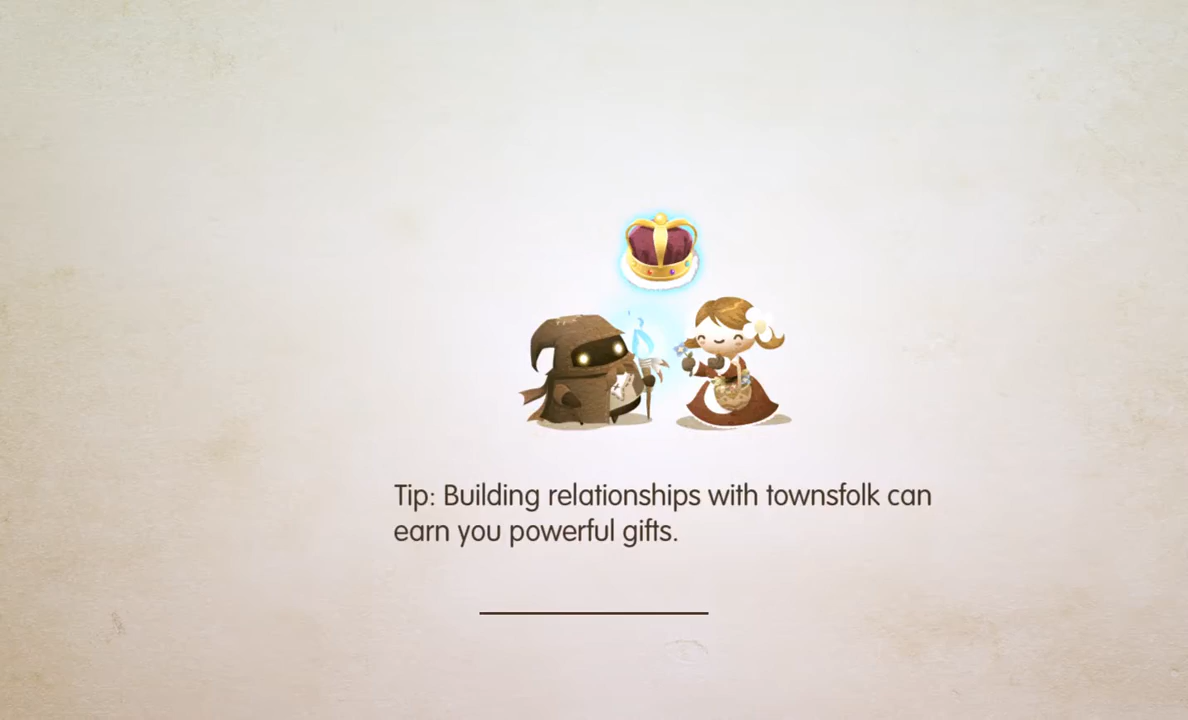 Tip: Building relationships with townsfolk can
earn you powerful gifts.